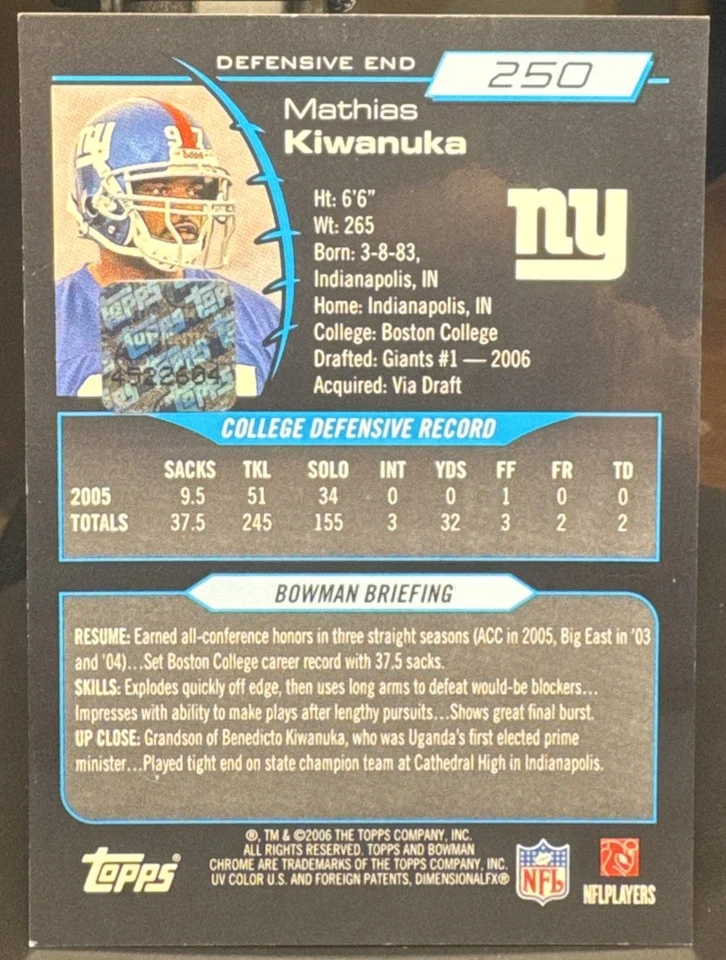 DEFENSIVE END 250
Mathias
Kiwanuka
ny
97
Ht: 6'6"
Wt: 265
Born: 3-8-83,
Indianapolis, IN
Home: Indianapolis, IN
College: Boston College
Drafted: Giants #1 — 2006
Acquired: Via Draft
ny
TOPPS
TOPPS
COLLEGE DEFENSIVE RECORD
SACKS TKL SOLO INT YDS FF FR TD
2005 9.5 51 34 0 0 1 0 0
TOTALS 37.5 245 155 3 32 3 2 2
BOWMAN BRIEFING
RESUME: Earned all-conference honors in three straight seasons (ACC in 2005, Big East in '03
and '04)...Set Boston College career record with 37.5 sacks.
SKILLS: Explodes quickly off edge, then uses long arms to defeat would-be blockers...
Impresses with ability to make plays after lengthy pursuits...Shows great final burst.
UP CLOSE: Grandson of Benedicto Kiwanuka, who was Uganda's first elected prime
minister...Played tight end on state champion team at Cathedral High in Indianapolis.
®, TM & ©2006 THE TOPPS COMPANY, INC.
ALL RIGHTS RESERVED. TOPPS AND BOWMAN
CHROME ARE TRADEMARKS OF THE TOPPS COMPANY, INC.
UV COLOR U.S. AND FOREIGN PATENTS, DIMENSIONALFX®
TOPPS®
NFL
NFLPLAYERS